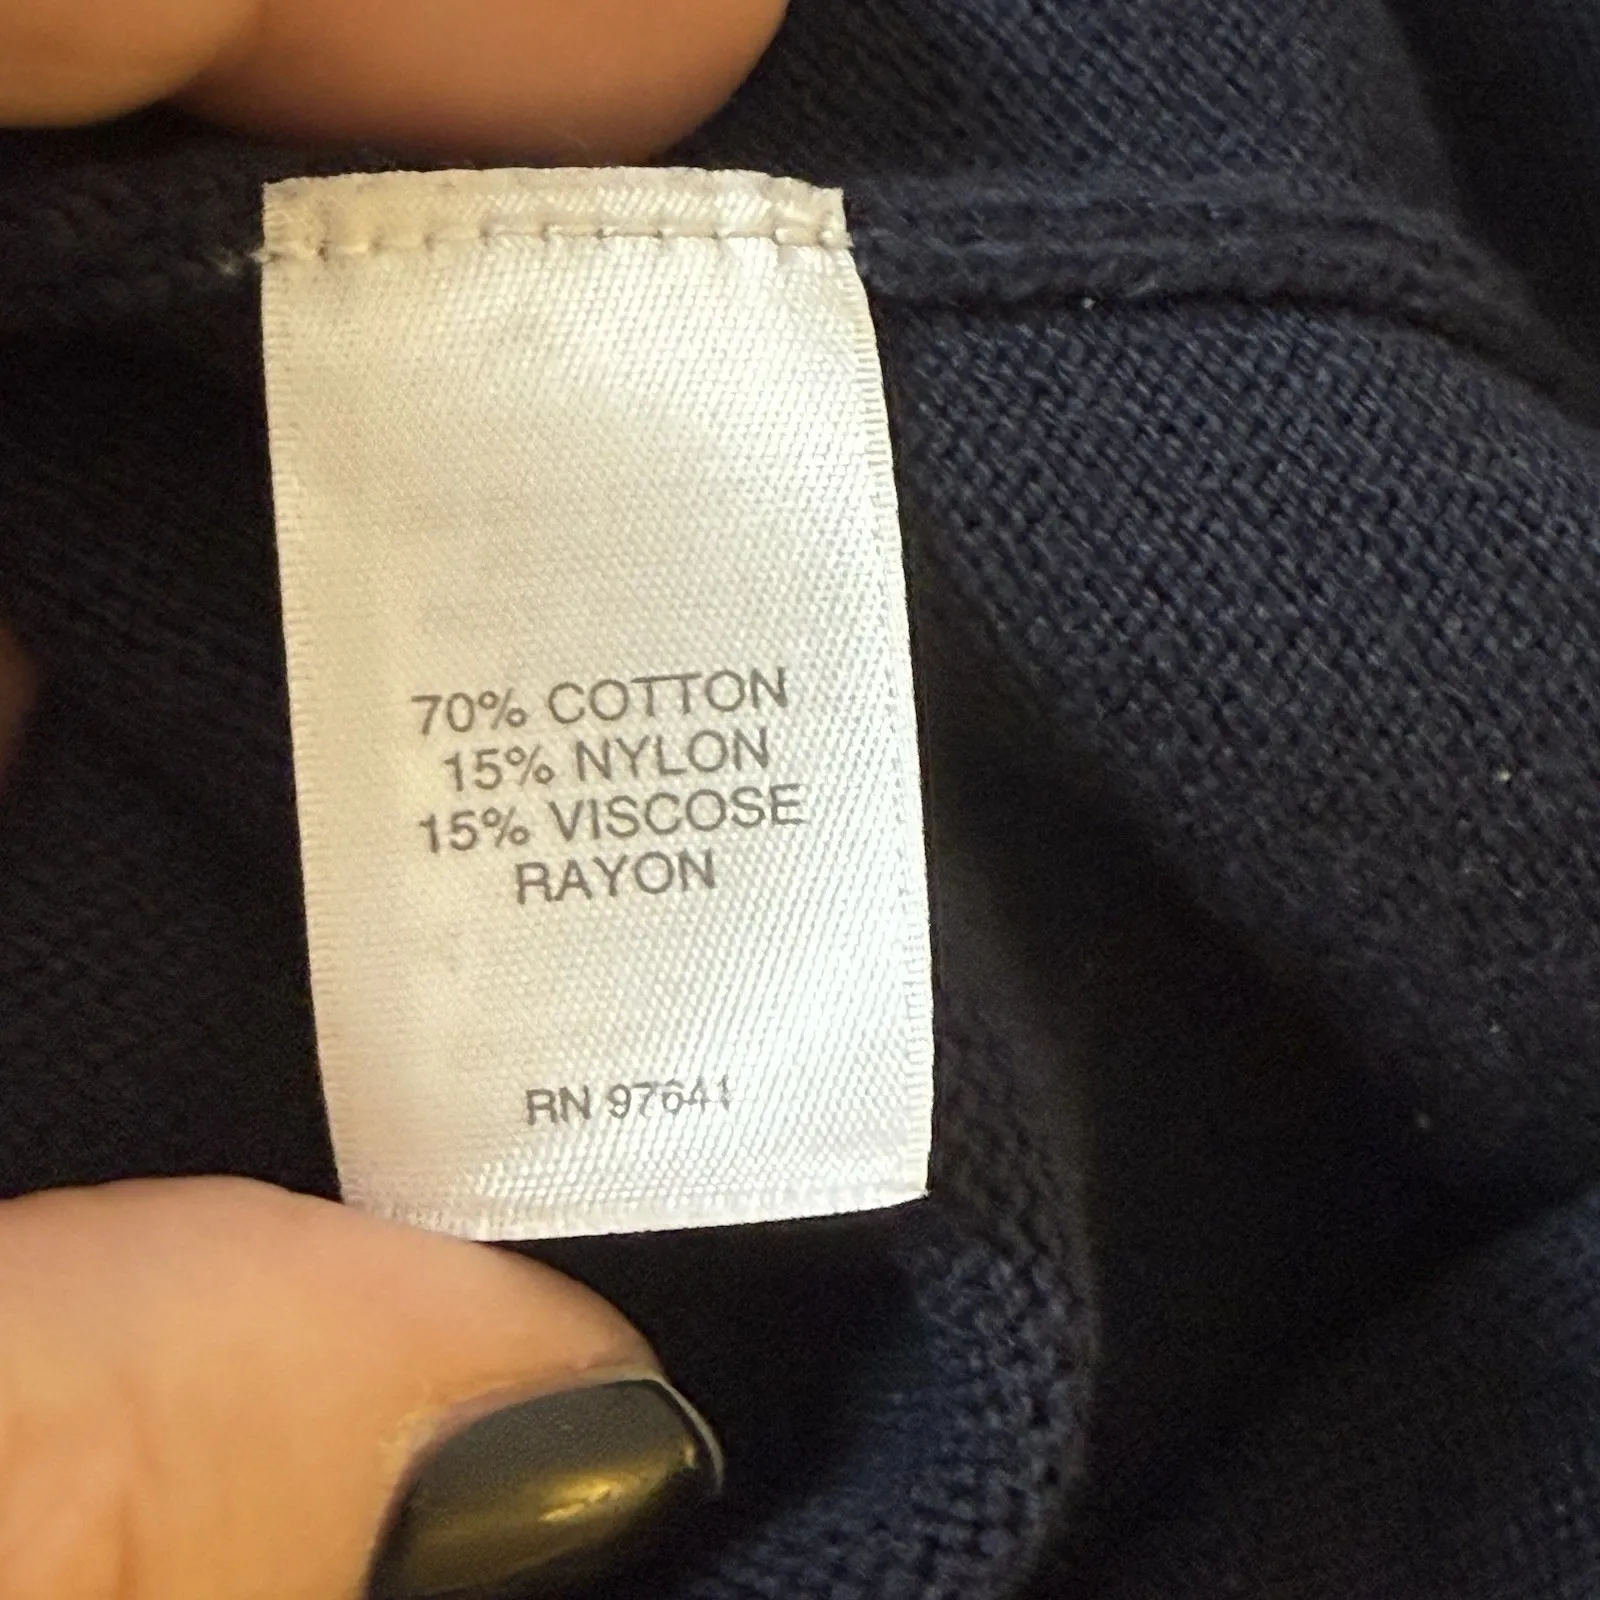 70% COTTON
15% NYLON
15% VISCOSE
RAYON
RN 97641